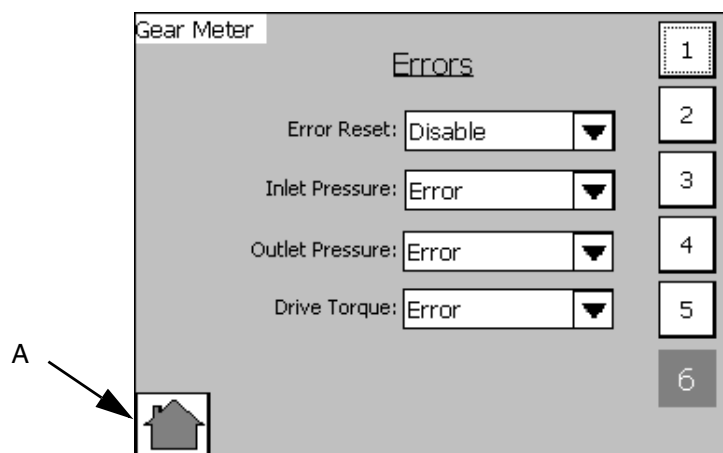 Gear Meter
Errors
Error Reset: Disable
Inlet Pressure: Error
Outlet Pressure: Error
Drive Torque: Error
1
2
3
4
5
6
A